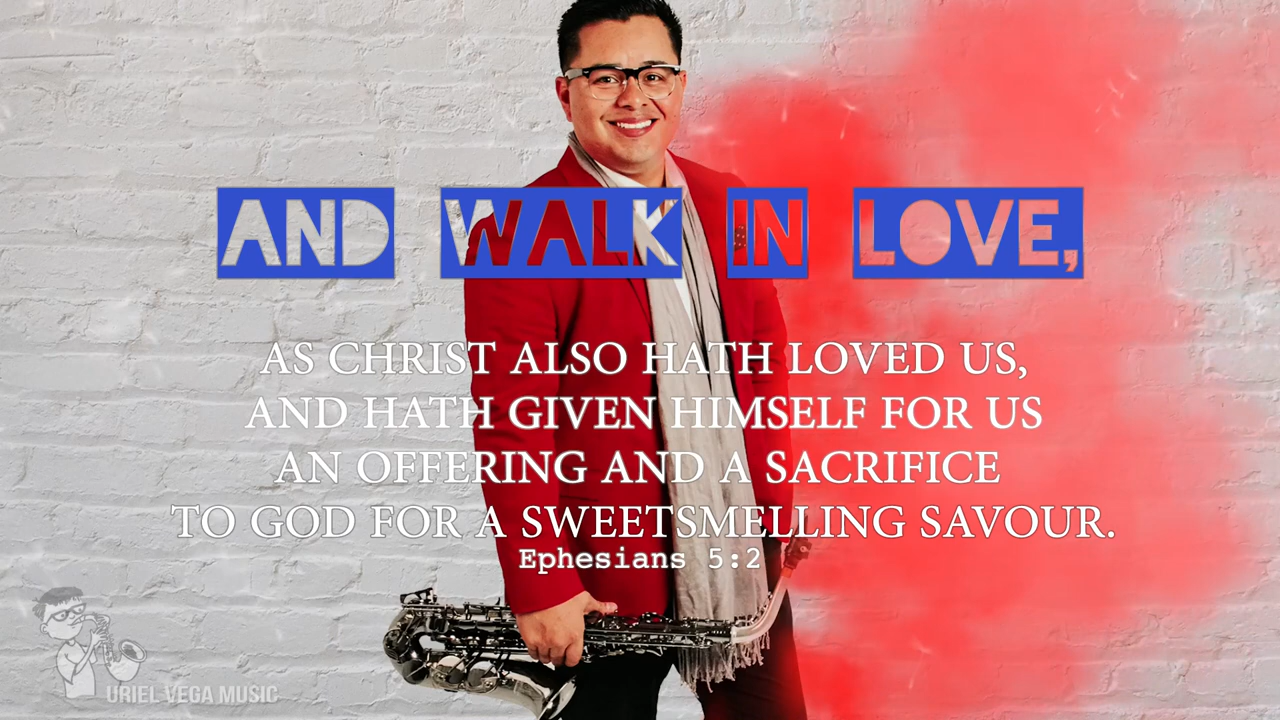 AND WALK IN LOVE,
AS CHRIST ALSO HATH LOVED US,
AND HATH GIVEN HIMSELF FOR US
AN OFFERING AND A SACRIFICE
TO GOD FOR A SWEETSMELLING SAVOUR.
Ephesians 5:2
URIEL VEGA MUSIC